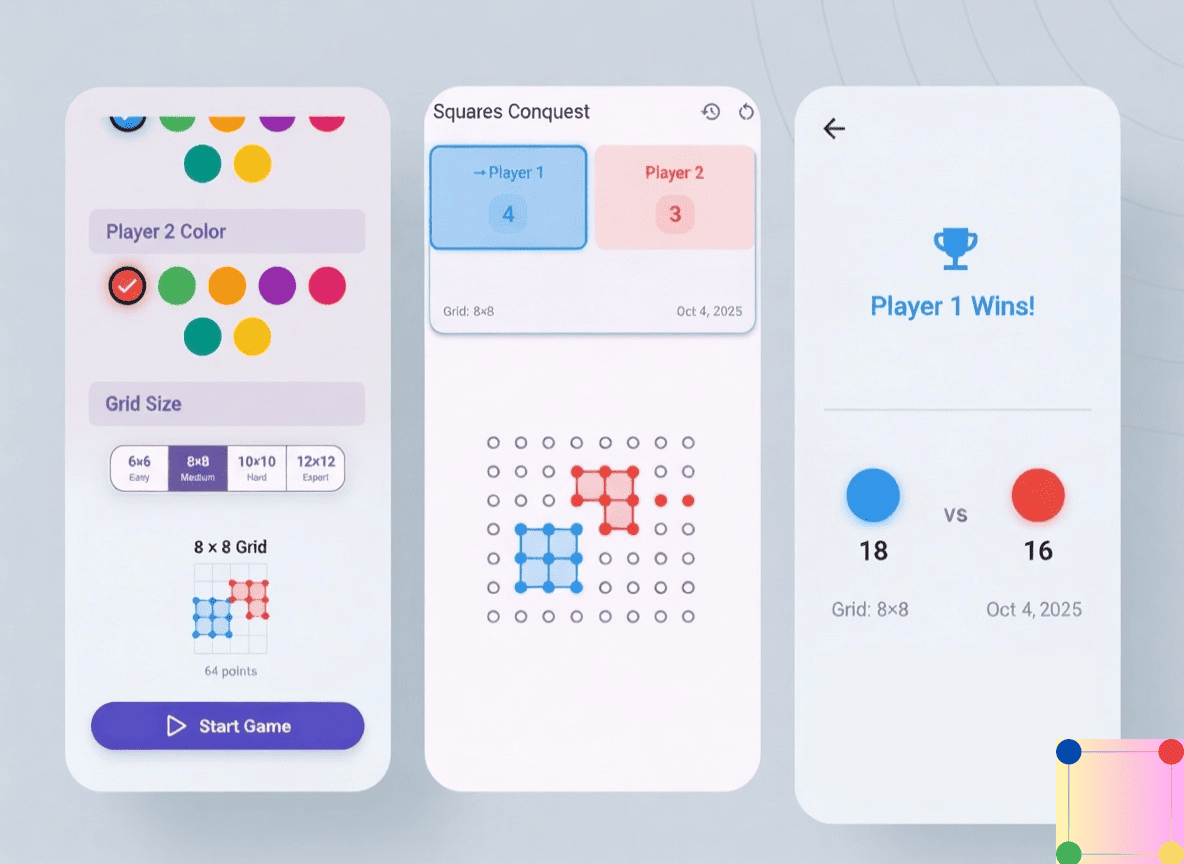 Player 2 Color
Grid Size
6×6
Easy
8×8
Medium
10×10
Hard
12×12
Expert
8 x 8 Grid
64 points
Start Game
Squares Conquest
→Player 1
4
Player 2
3
Grid: 8×8
Oct 4, 2025
Player 1 Wins!
18
vs
16
Grid: 8×8
Oct 4, 2025